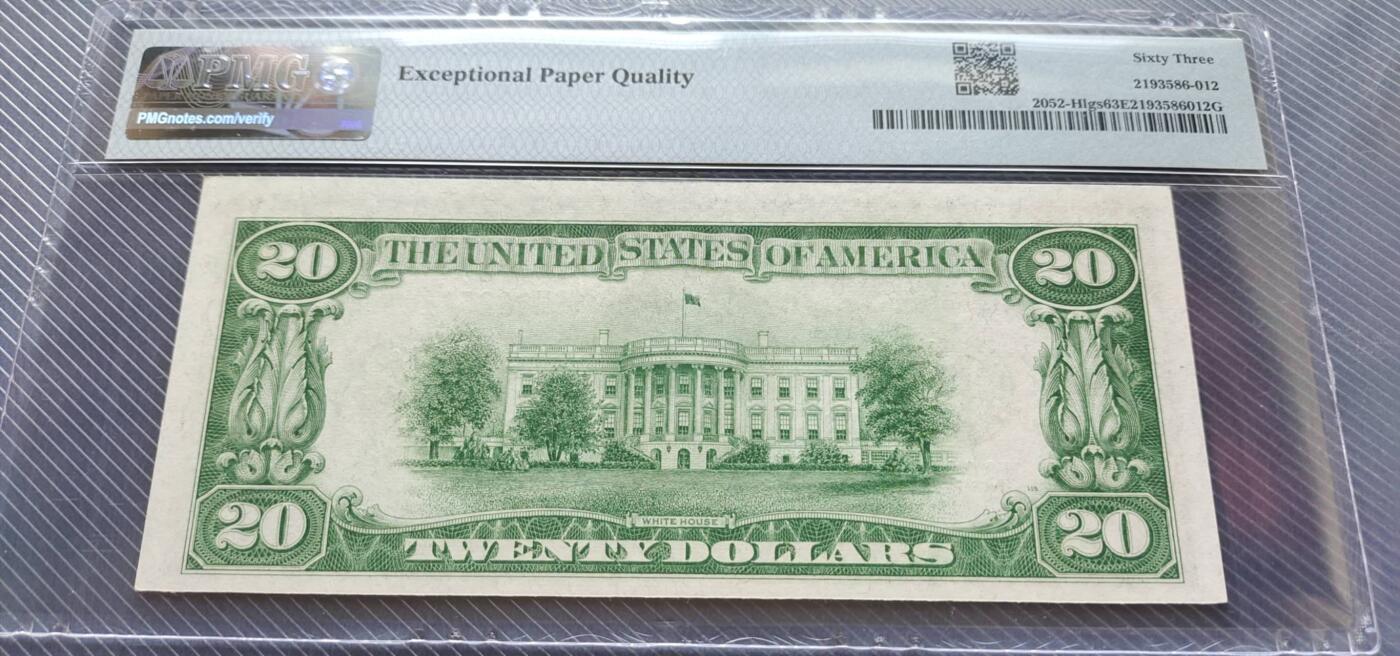 PMG
PMGnotes.com/verify
Exceptional Paper Quality
Sixty Three
2193586-012
2052-Hlgs63E2193586012G
20 THE UNITED STATES OF AMERICA 20
WHITE HOUSE
20 TWENTY DOLLARS 20